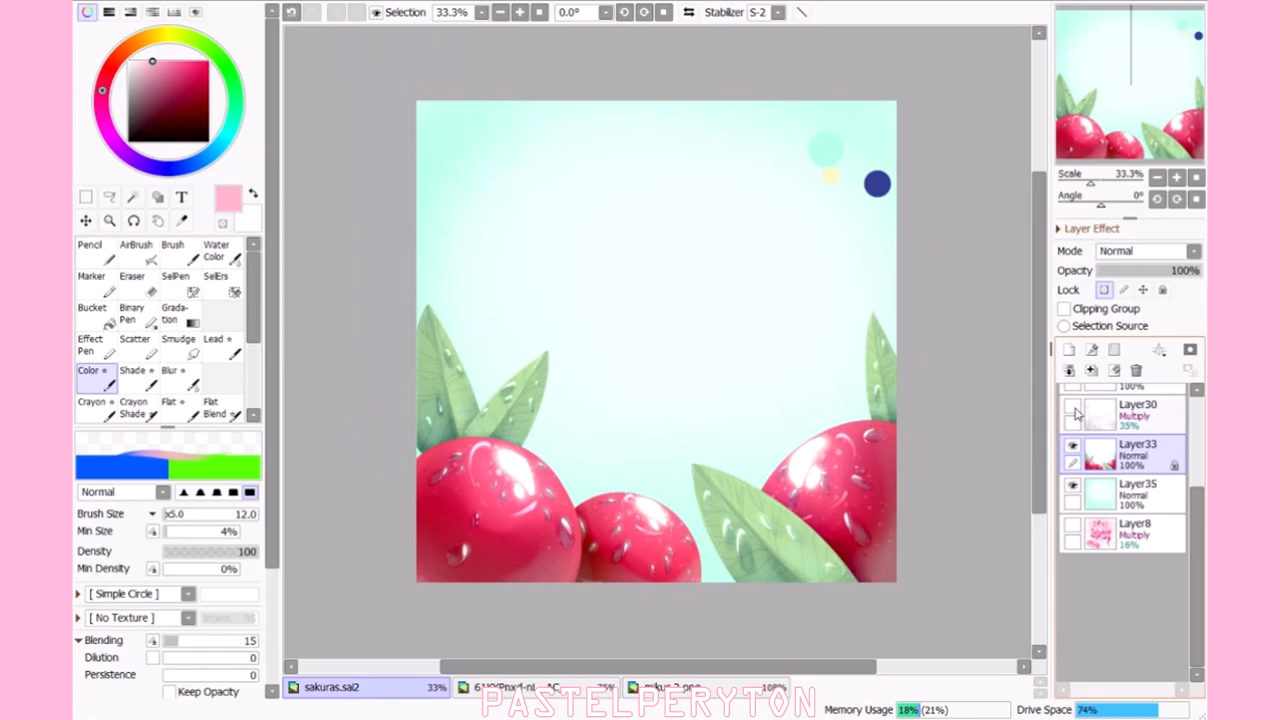 Selection 33.3% 0.0° Stabilizer S-2
Scale 33.3%
Angle 0°
Layer Effect
Mode Normal
Opacity 100%
Lock
Clipping Group
Selection Source
100%
Layer30
Multiply
35%
Layer33
Normal
100%
Layer35
Normal
100%
Layer8
Multiply
16%
T
Pencil AirBrush Brush Water Color
Marker Eraser SelPen SelErs
Bucket Binary Pen Grada-tion
Effect Pen Scatter Smudge Lead
Color Shade Blur
Crayon Crayon Shade Flat Flat Blend
Normal
Brush Size x5.0 12.0
Min Size 4%
Density 100
Min Density 0%
[ Simple Circle ]
[ No Texture ] 95
Blending 15
Dilution 0
Persistence 0
Keep Opacity
sakuras.sai2 33%
PASTELPERYTON
Memory Usage 18% (21%) Drive Space 74%